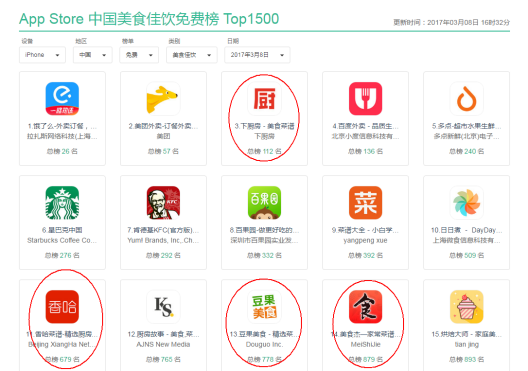 App Store 中国美食佳饮免费榜 Top1500
更新时间：2017年03月08日 16时32分
设备 地区 榜单 类别 日期
iPhone 中国 免费 美食佳饮 2017年3月8日
一搜即送
厨
百果园
菜
KFC
香哈
KS
豆果
美食
食
1.饿了么-外卖订餐，...
拉扎斯网络科技(上海...
总榜 26 名
2.美团外卖-订餐外卖...
美团
总榜 57 名
3.下厨房 - 美食菜谱
下厨房
总榜 112 名
4.百度外卖 - 品质生...
北京小度信息科技有...
总榜 136 名
5.多点-超市水果生鲜...
多点新鲜(北京)电子...
总榜 240 名
6.星巴克中国
Starbucks Coffee Co...
总榜 276 名
7.肯德基KFC(官方版)...
Yum! Brands, Inc. ,Ch...
总榜 292 名
8.百果园-做更好吃的...
深圳市百果园实业发...
总榜 332 名
9.菜谱大全 - 小白学...
yangpeng xue
总榜 392 名
10.日日煮 - DayDay...
上海微食信息科技有...
总榜 509 名
11.香哈菜谱-精选厨房...
Beijing XiangHa Net...
总榜 679 名
12.厨房故事 - 美食,菜...
AJNS New Media
总榜 765 名
13.豆果美食 - 精选菜...
Douguo Inc.
总榜 778 名
14.美食杰—家常菜谱
MeiShiJie
总榜 879 名
15.烘焙大师 - 家庭美...
tian jing
总榜 893 名